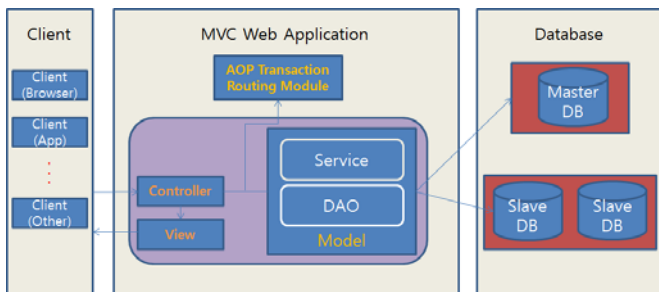 Client
Client
(Browser)
Client
(App)
Client
(Other)
MVC Web Application
AOP Transaction
Routing Module
Controller
View
Service
DAO
Model
Database
Master
DB
Slave
DB
Slave
DB